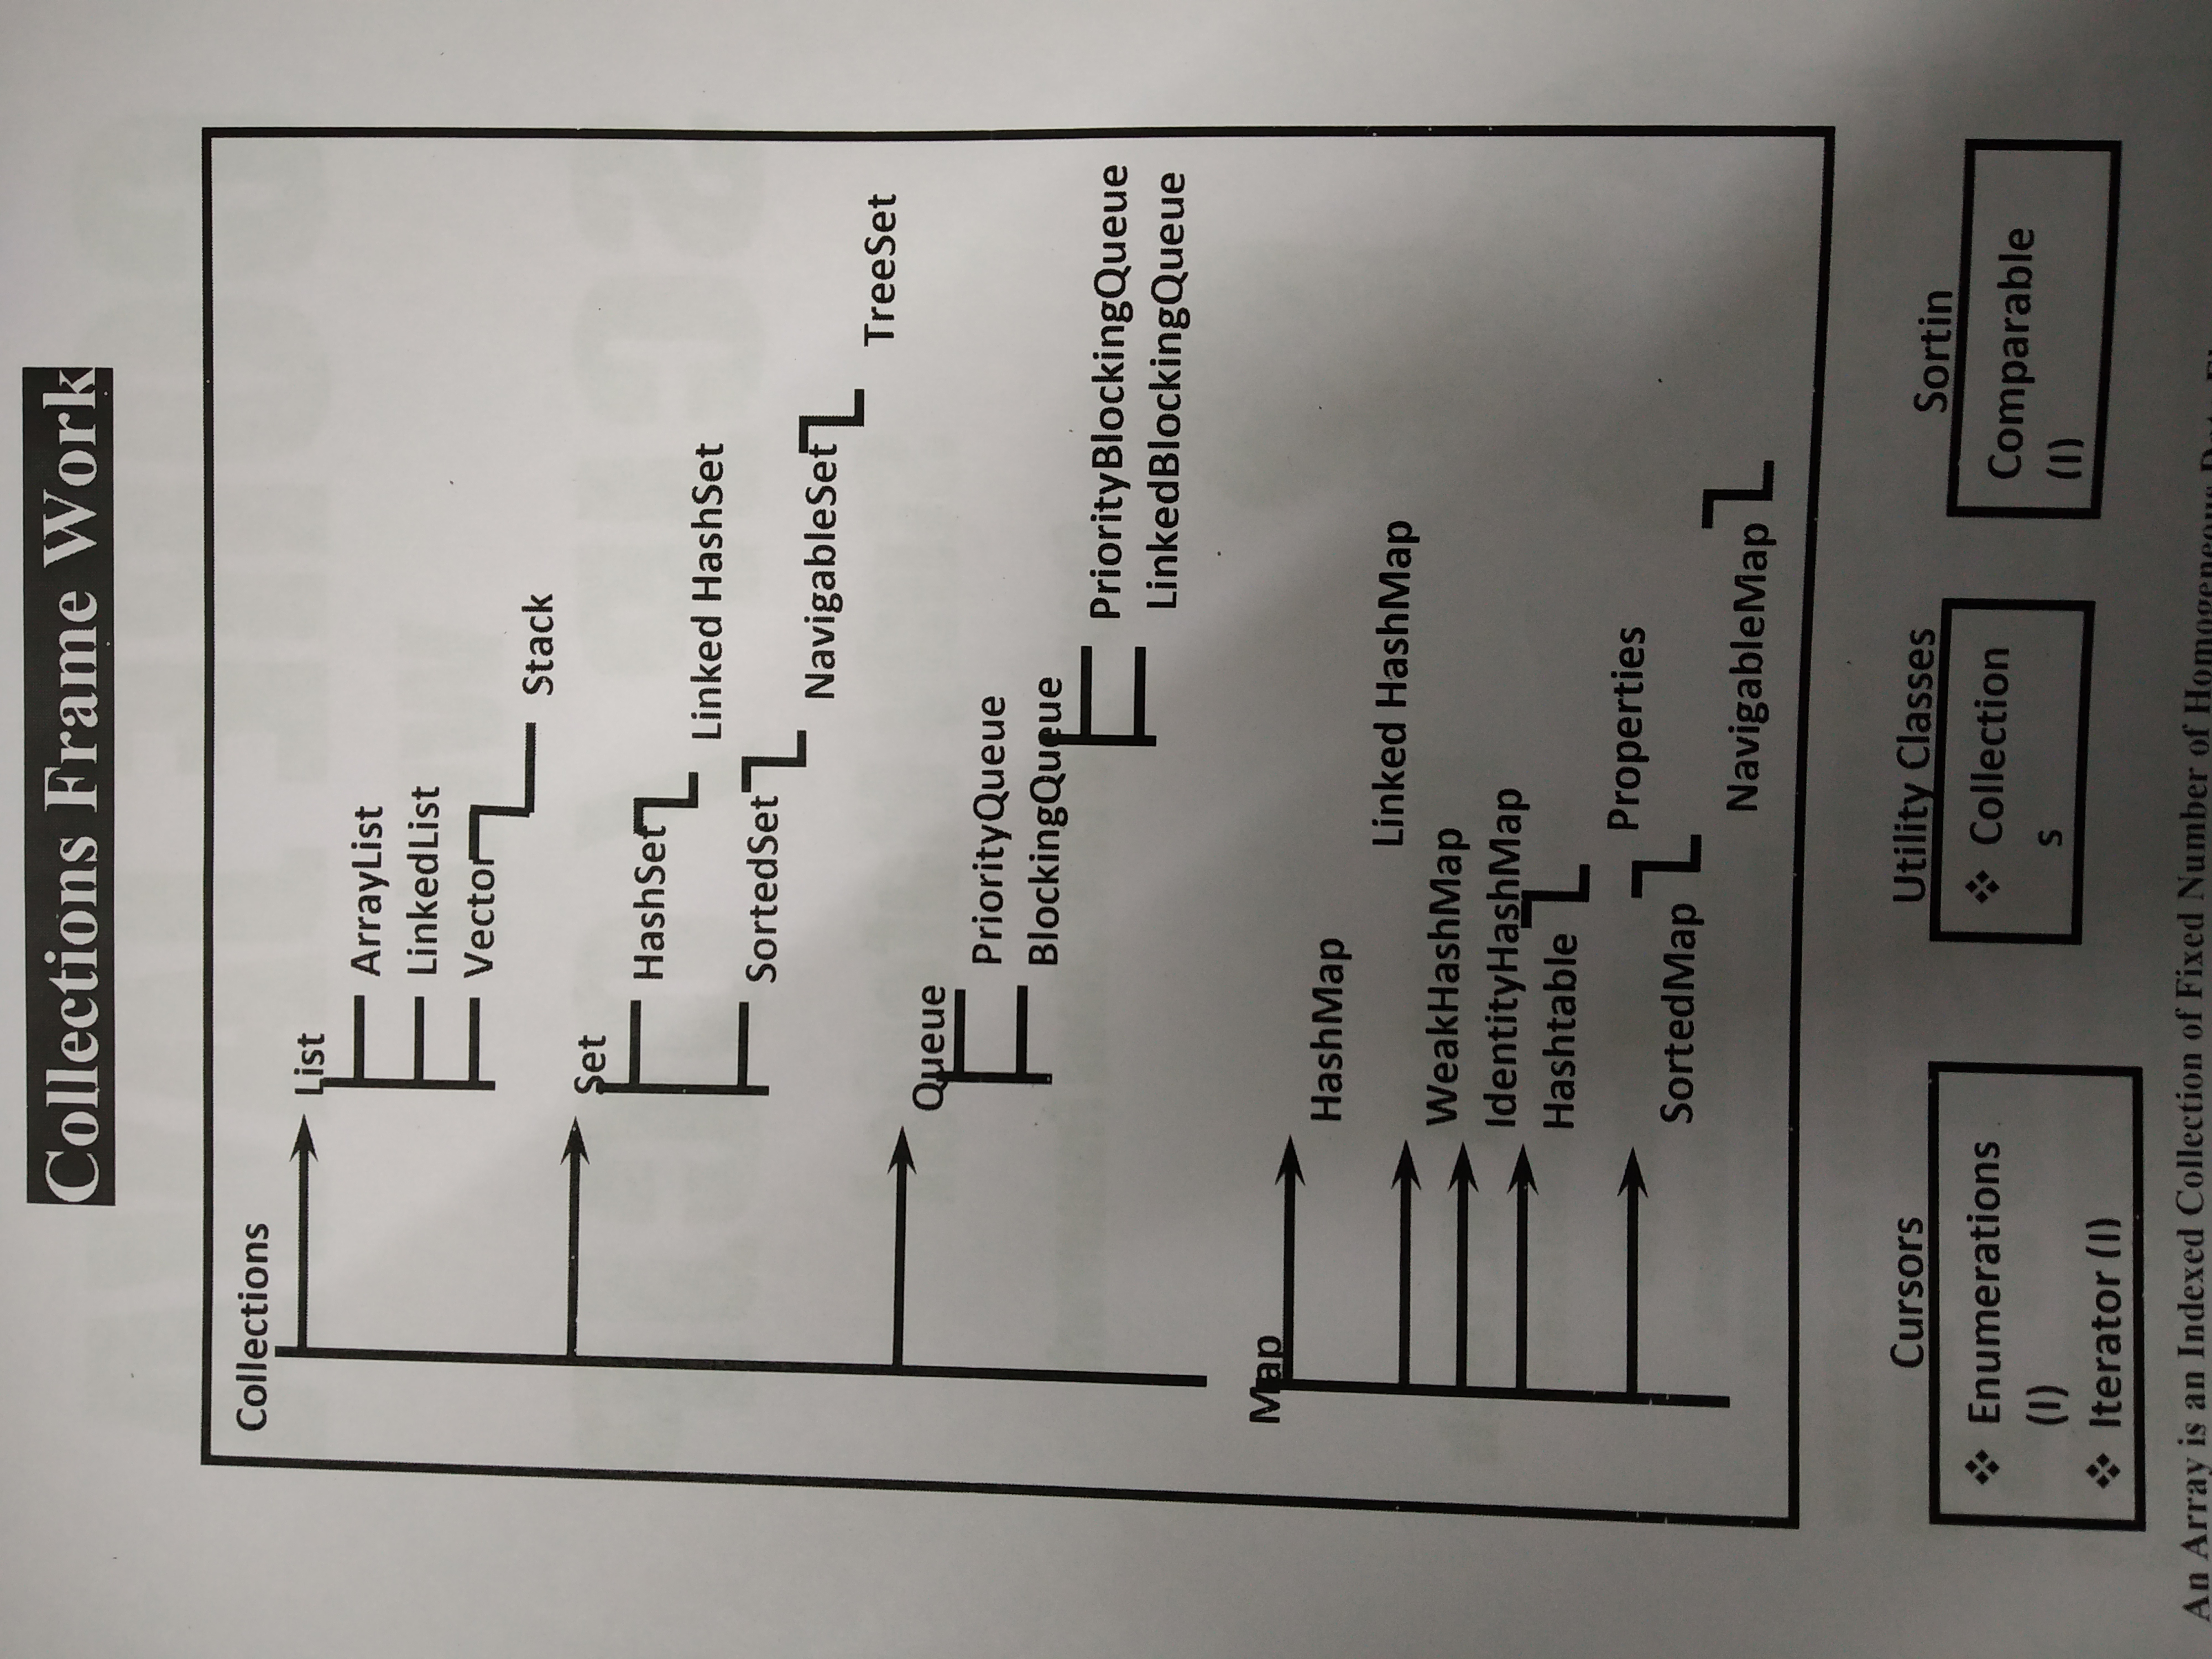 Collections Frame Work
Collections
List
ArrayList
LinkedList
Vector
Stack
Set
HashSet
Linked HashSet
SortedSet
NavigableSet
TreeSet
Queue
PriorityQueue
BlockingQueue
PriorityBlockingQueue
LinkedBlockingQueue
Map
HashMap
Linked HashMap
WeakHashMap
IdentityHashMap
Hashtable
Properties
SortedMap
NavigableMap
Cursors
❖ Enumerations
(I)
❖ Iterator (I)
Utility Classes
❖ Collection
s
Sortin
Comparable
(I)
An Array is an Indexed Collection of Fixed Number of Homogeneous Data